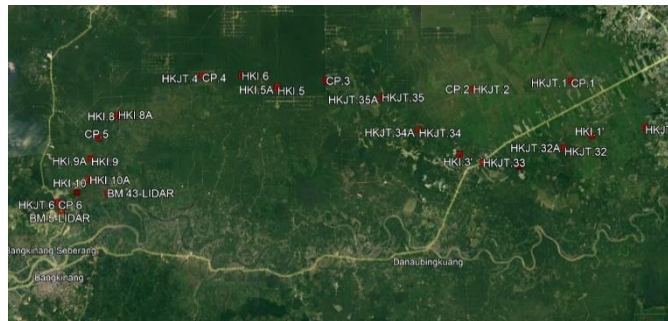 HKJT.4 CP.4
HKI.6
HKI.5A HKI.5
CP.3
HKJT.35A HKJT.35
CP.2 HKJT.2
HKJT.1 CP.1
HKI.8 HKI.8A
CP.5
HKJT.34A HKJT.34
HKI.1'
HKJT
HKI.9A HKI.9
HKI.3'
HKJT.33
HKJT.32A HKJT.32
HKI.10 HKI.10A
BM.43-LIDAR
HKJT.6 CP.6
BM.5-LIDAR
Bangkinang Seberang
Danaubingkuang
Bangkinang